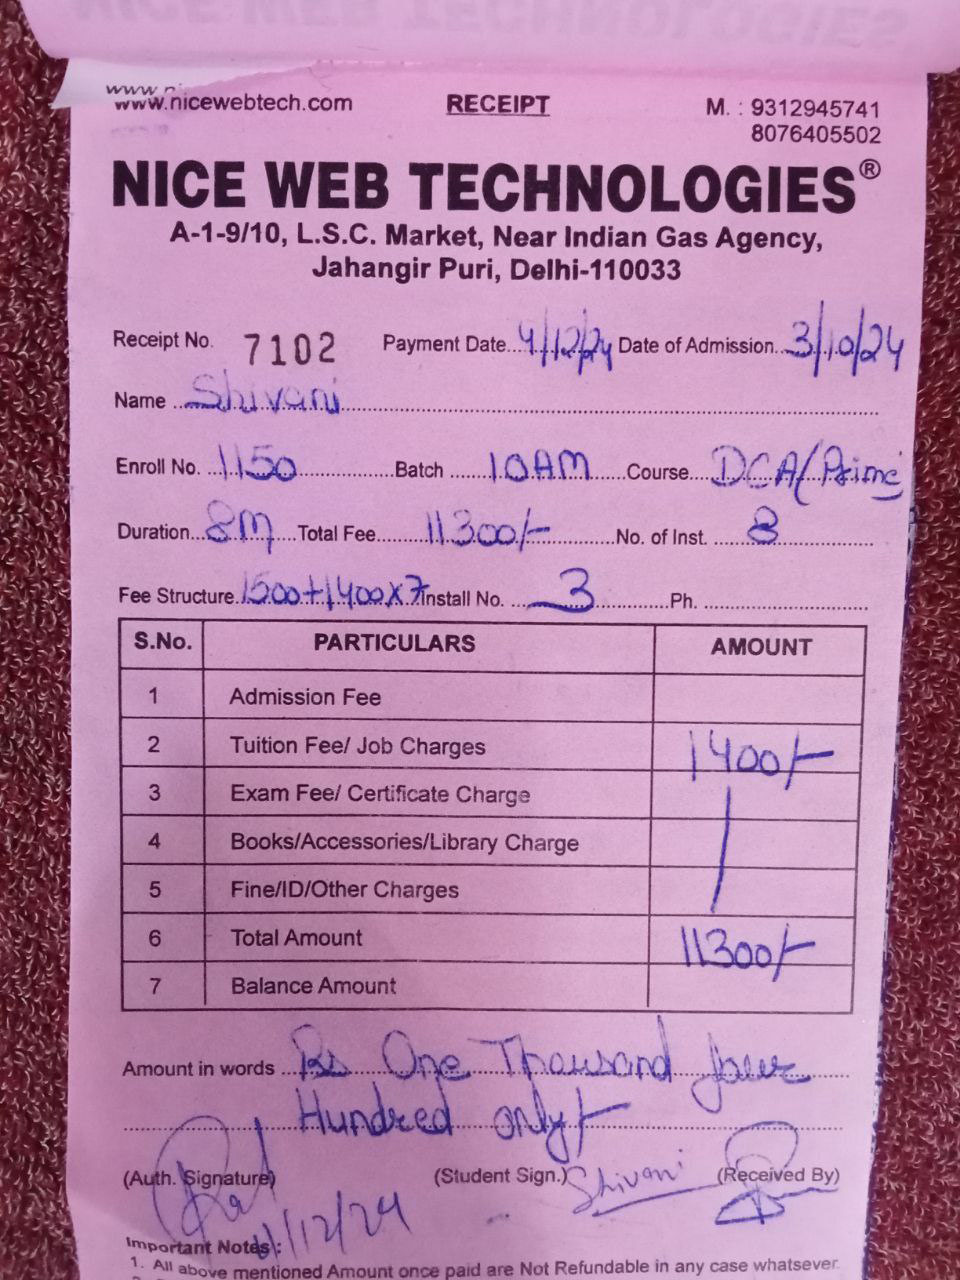 NICE WEB TECHNOLOGIES
www.ni
www.nicewebtech.com RECEIPT M. : 9312945741
8076405502
NICE WEB TECHNOLOGIES®
A-1-9/10, L.S.C. Market, Near Indian Gas Agency,
Jahangir Puri, Delhi-110033
Receipt No. 7102 Payment Date 4/12/24 Date of Admission 3/10/24
Name Shivani
Enroll No. 1150 Batch 10AM Course DCA(Prime)
Duration 8M Total Fee 11300/- No. of Inst. 8
Fee Structure 1500+1400x7 Install No. 3 Ph.
S.No. PARTICULARS AMOUNT
1 Admission Fee
2 Tuition Fee/ Job Charges 1400/-
3 Exam Fee/ Certificate Charge
4 Books/Accessories/Library Charge
5 Fine/ID/Other Charges
6 Total Amount 11300/-
7 Balance Amount
Amount in words Rs One Thousand four
Hundred only/-
(Auth. Signature) (Student Sign.) Shivani (Received By)
4/12/24
Important Notes :
1. All above mentioned Amount once paid are Not Refundable in any case whatsever.